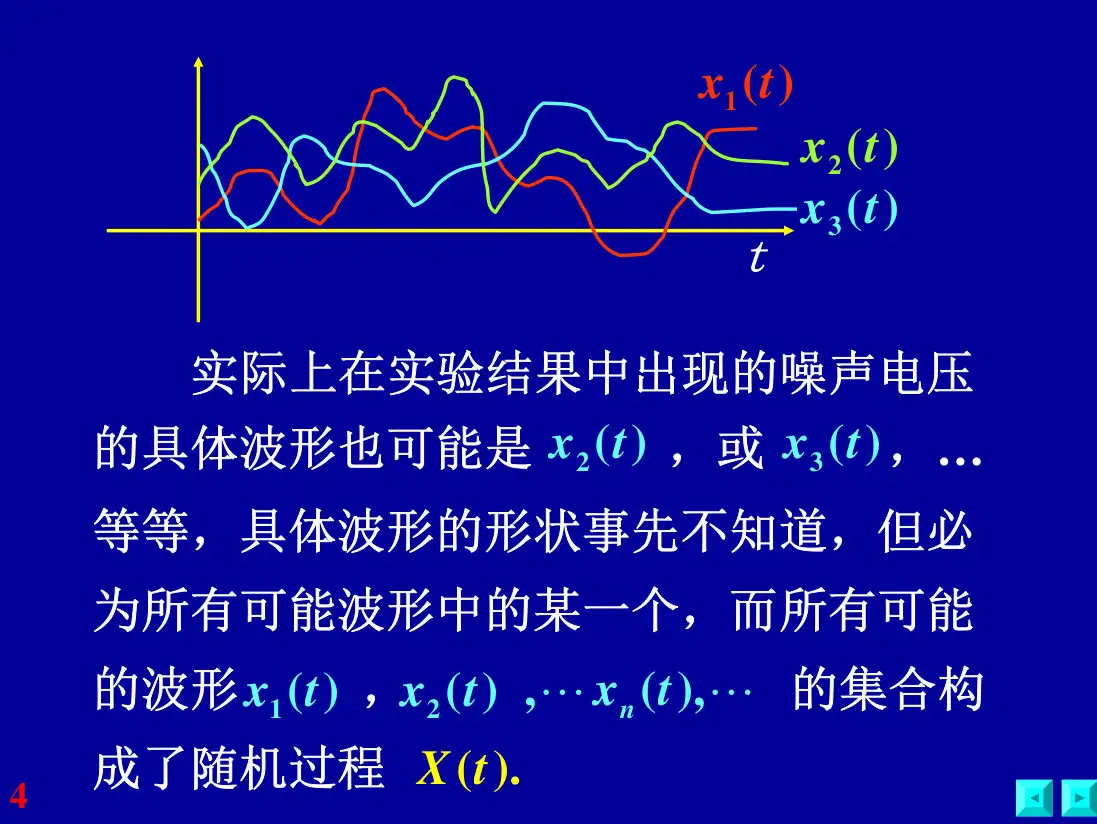 x₁(t)
x₂(t)
x₃(t)
t
实际上在实验结果中出现的噪声电压
的具体波形也可能是 x₂(t) ，或 x₃(t) ，…
等等，具体波形的形状事先不知道，但必
为所有可能波形中的某一个，而所有可能
的波形 x₁(t) ，x₂(t) ,⋯ xₙ(t),⋯ 的集合构
成了随机过程 X(t).
4